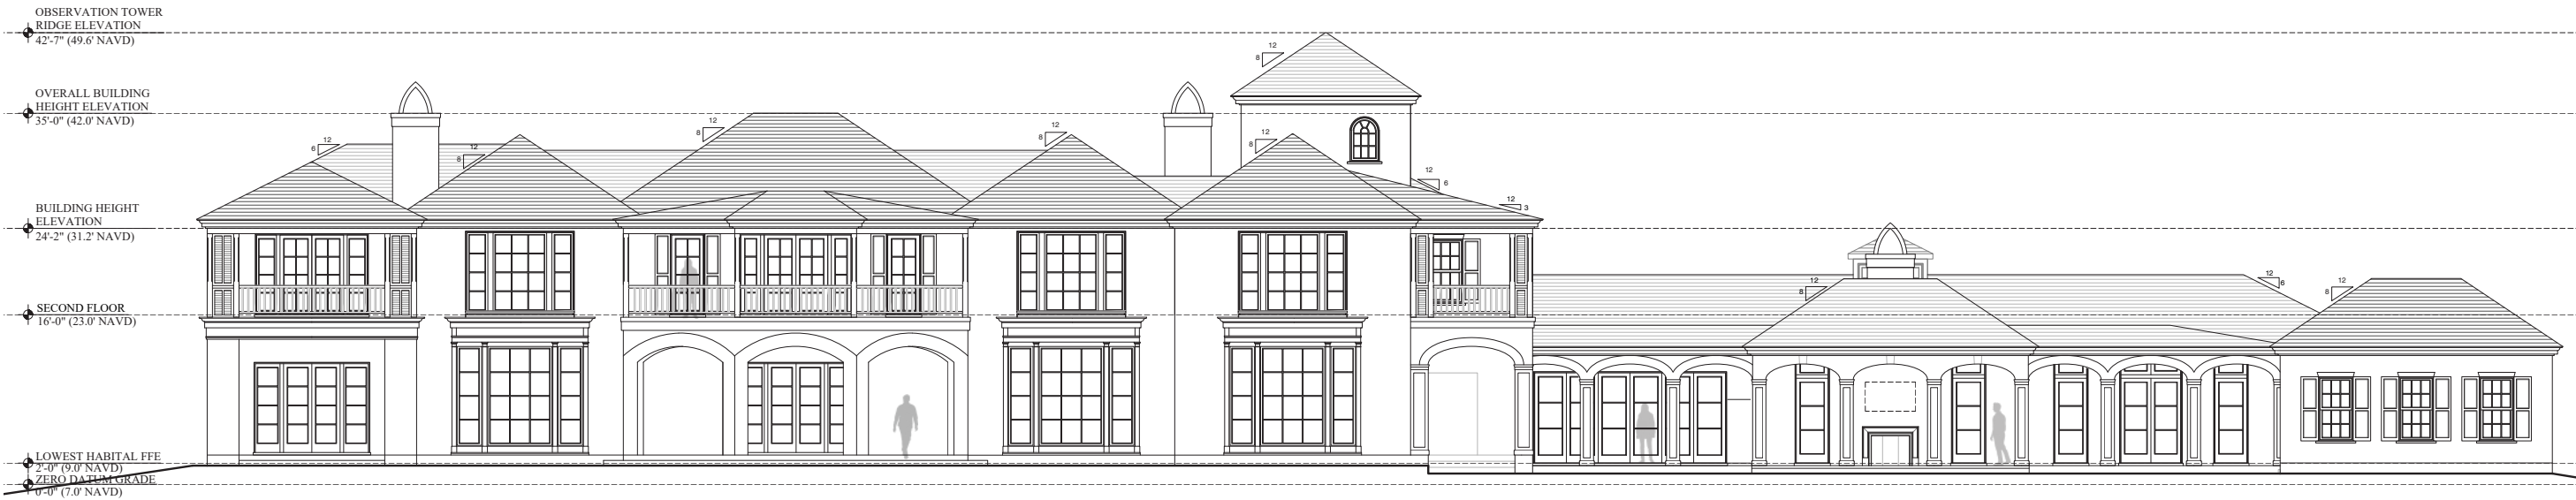 OBSERVATION TOWER
RIDGE ELEVATION
42'-7" (49.6' NAVD)
OVERALL BUILDING
HEIGHT ELEVATION
35'-0" (42.0' NAVD)
BUILDING HEIGHT
ELEVATION
24'-2" (31.2' NAVD)
SECOND FLOOR
16'-0" (23.0' NAVD)
LOWEST HABITAL FFE
2'-0" (9.0' NAVD)
ZERO DATUM GRADE
0'-0" (7.0' NAVD)
12
6
12
8
12
8
12
8
12
8
12
8
12
6
12
3
12
8
12
6
12
8